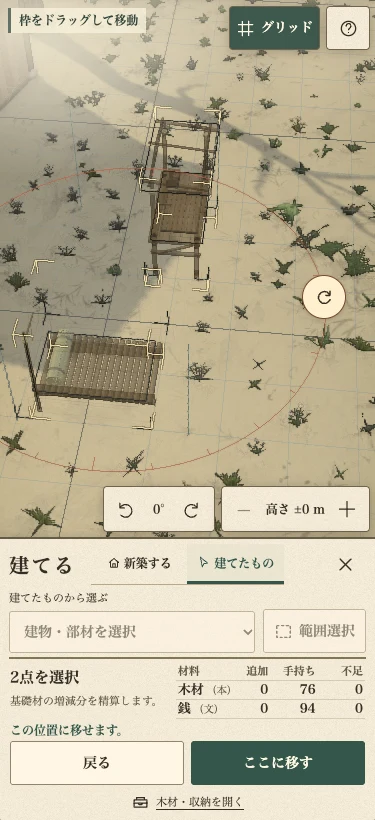 枠をドラッグして移動
グリッド
0°
高さ ±0 m
建てる
新築する
建てたもの
建てたものから選ぶ
建物・部材を選択
範囲選択
2点を選択
基礎材の増減分を精算します。
材料 追加 手持ち 不足
木材（本） 0 76 0
銭（文） 0 94 0
この位置に移せます。
戻る
ここに移す
木材・収納を開く